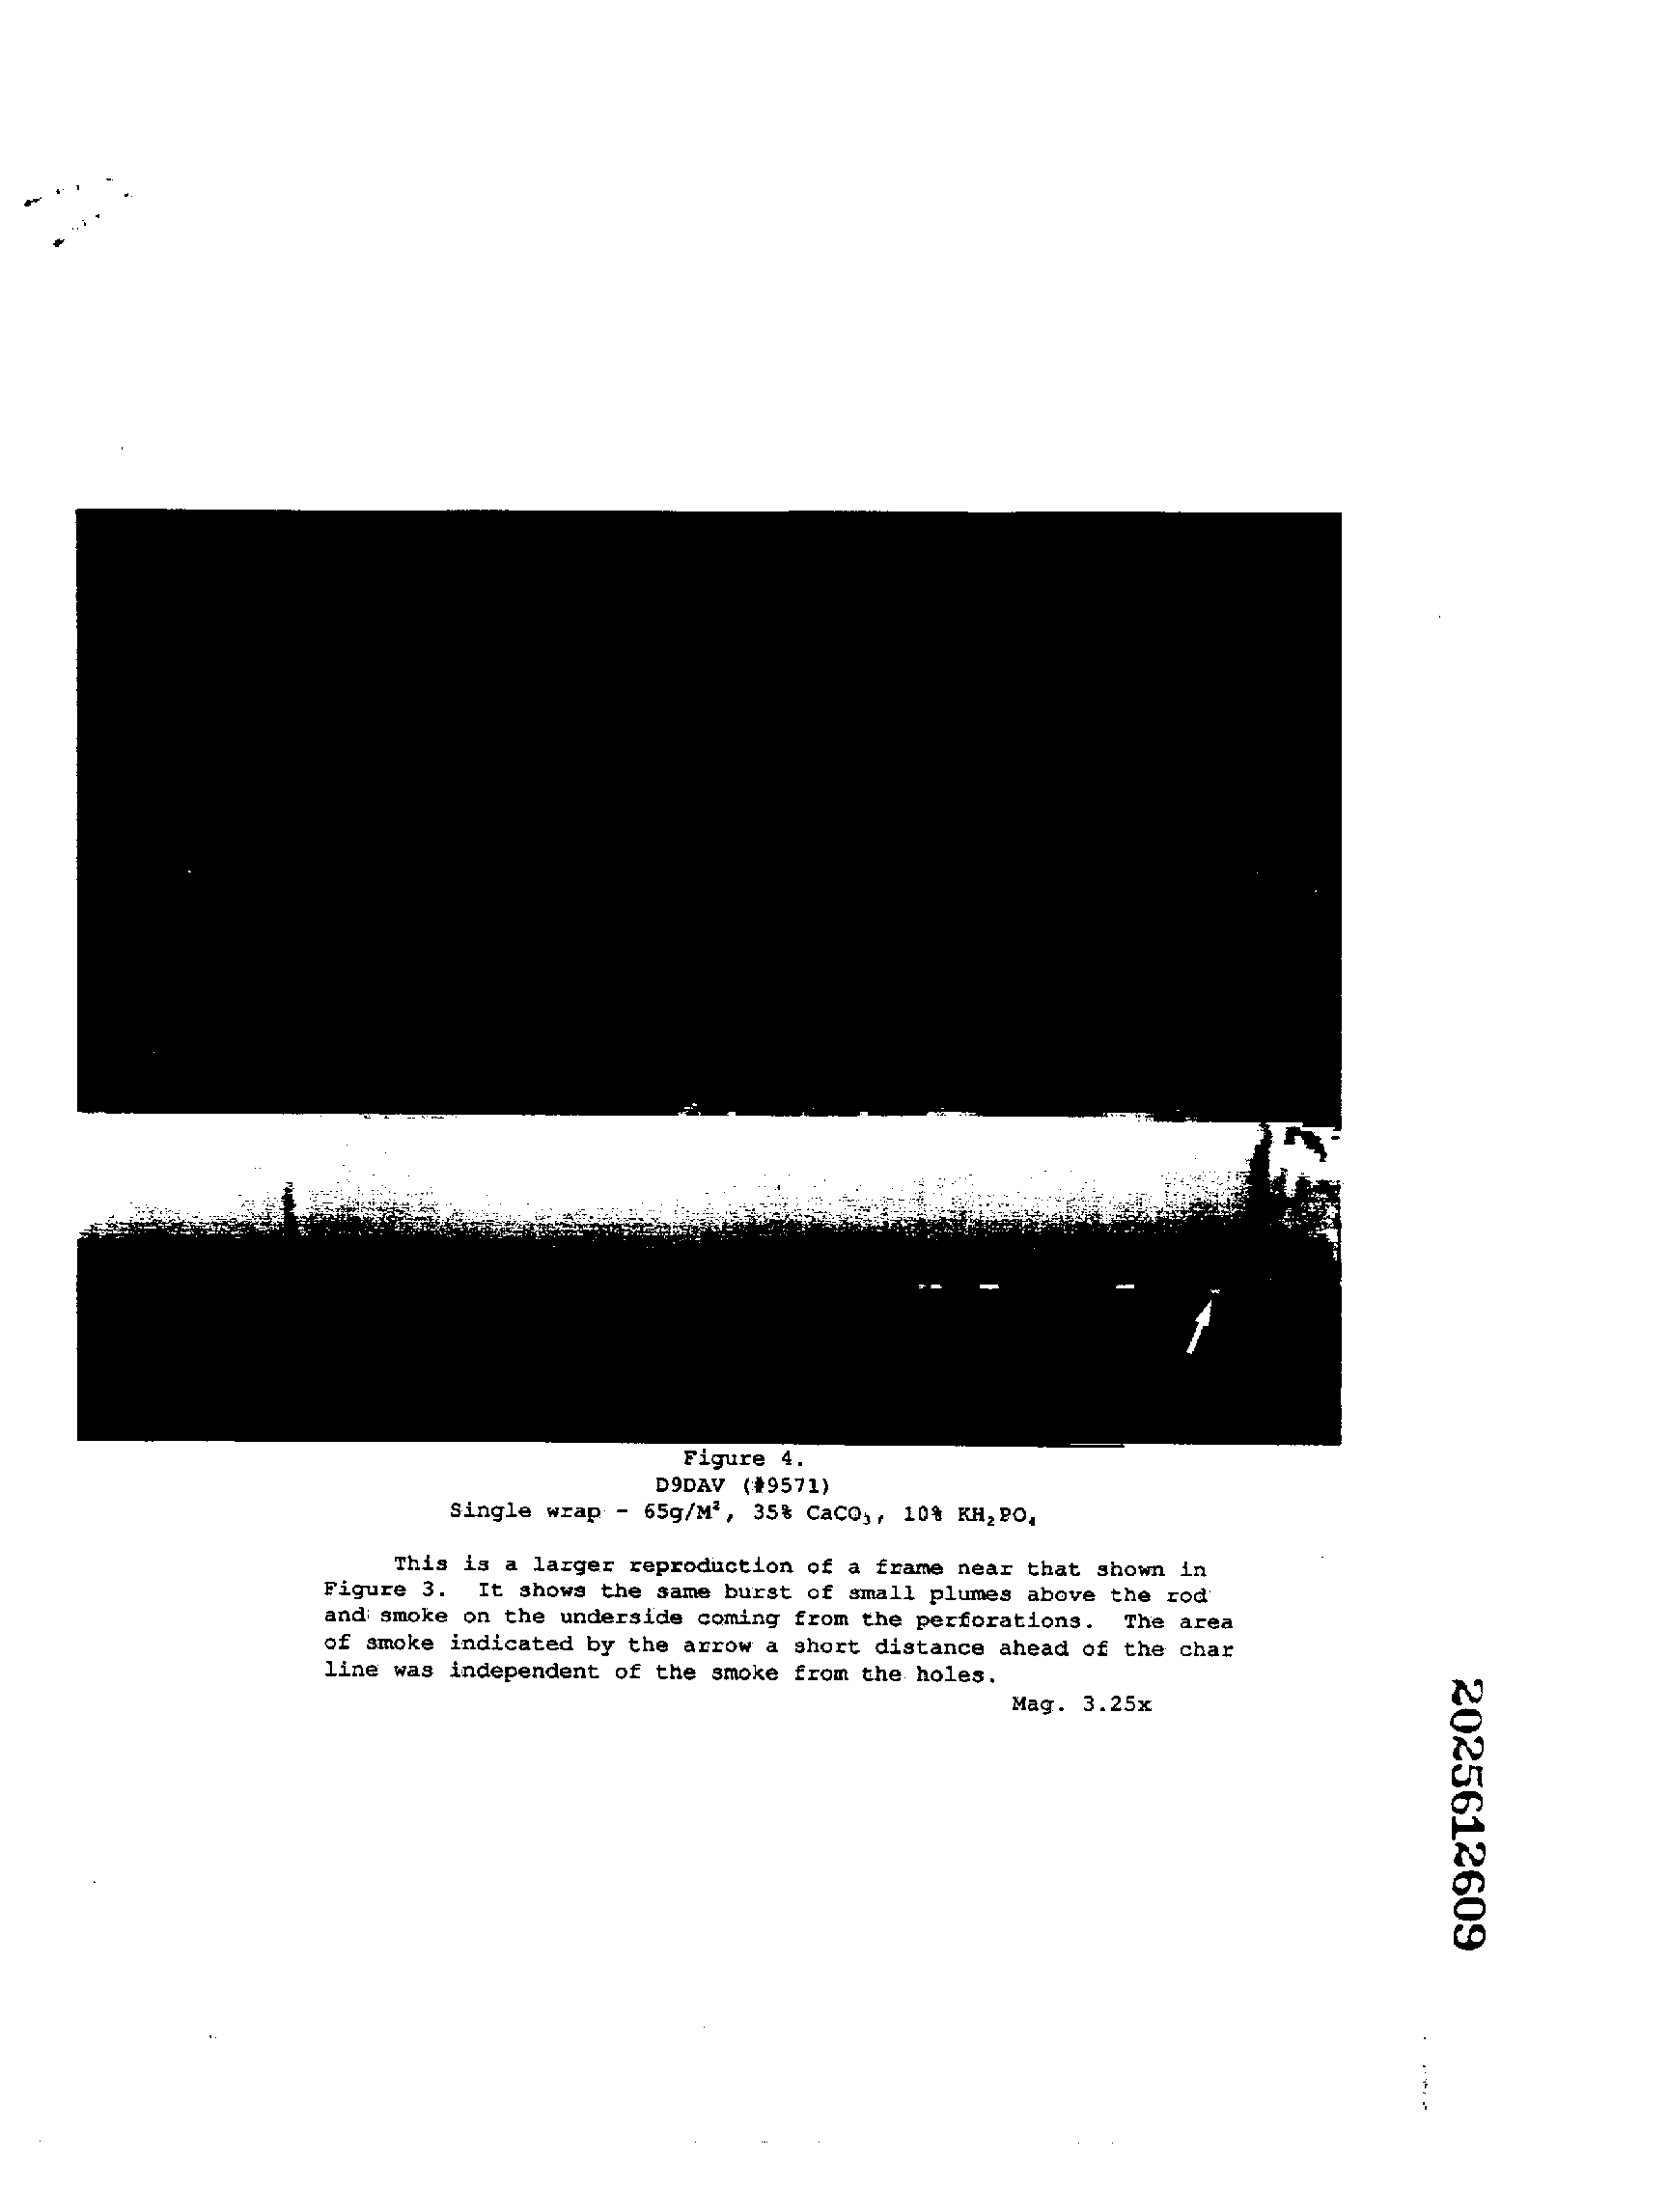 Figure 4.
D9DAV (#9571)
Single wrap - 65g/M², 35% CaCO₃, 10% KH₂PO₄
This is a larger reproduction of a frame near that shown in
Figure 3. It shows the same burst of small plumes above the rod
and smoke on the underside coming from the perforations. The area
of smoke indicated by the arrow a short distance ahead of the char
line was independent of the smoke from the holes.
Mag. 3.25x
2025612609